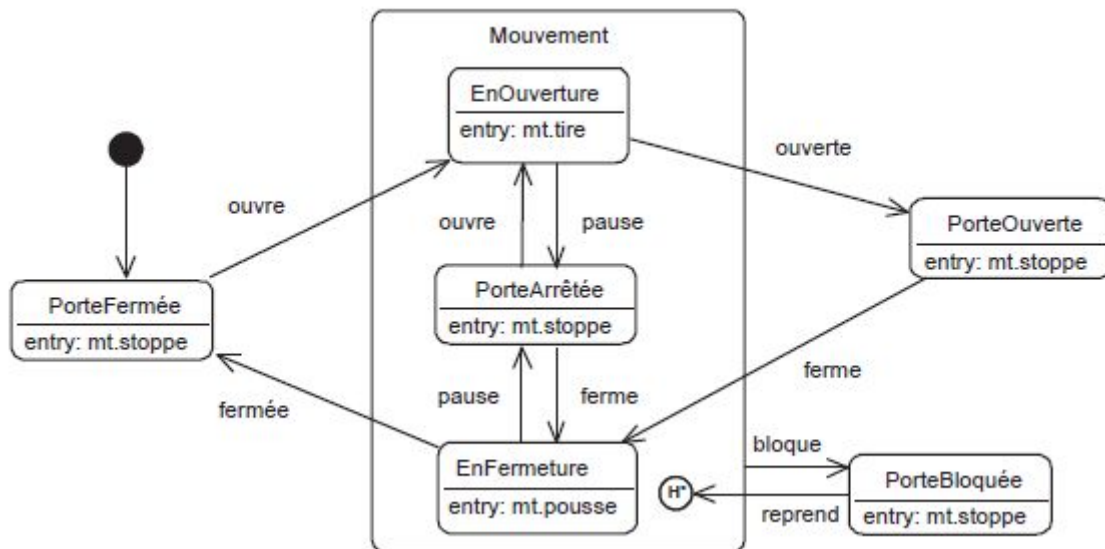 Mouvement
EnOuverture
entry: mt.tire
ouverte
ouvre
ouvre
pause
PorteOuverte
entry: mt.stoppe
PorteFermée
entry: mt.stoppe
PorteArrêtée
entry: mt.stoppe
fermée
pause
ferme
ferme
EnFermeture
entry: mt.pousse
H*
bloque
reprend
PorteBloquée
entry: mt.stoppe